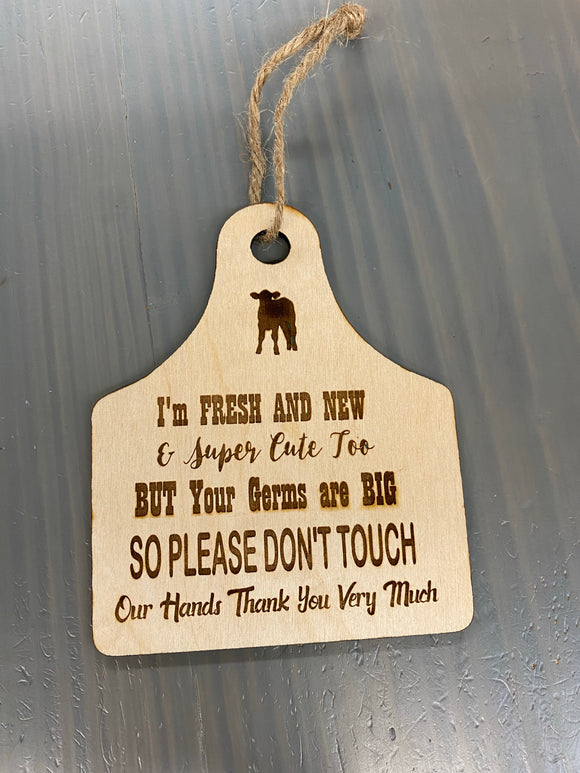 I'm FRESH AND NEW
& Super Cute Too
BUT Your Germs are BIG
SO PLEASE DON'T TOUCH
Our Hands Thank You Very Much